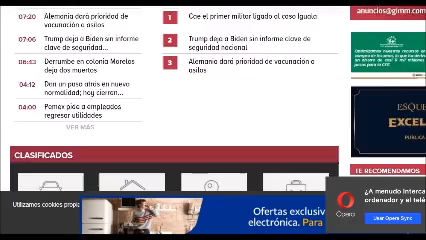 anuncios@gimm.com.
07:20 Alemania dará prioridad de
vacunación a asilos
07:06 Trump deja a Biden sin informe
clave de seguridad...
06:43 Derrumbe en colonia Morelos
deja dos muertos
04:12 Dan un paso atrás en nueva
normalidad; hoy cierran...
04:00 Pemex pide a empleados
regresar utilidades
VER MÁS
1 Cae el primer militar ligado al caso Iguala
2 Trump deja a Biden sin informe clave de
seguridad nacional
3 Alemania dará prioridad de vacunación a
asilos
ESQUE
EXCEL
PÚBLICA
CLASIFICADOS
TE RECOMENDAMOS
Utilizamos cookies propia
Ofertas exclusiv
electrónica. Para
Opera
¿A menudo interca
ordenador y el telé
Usar Opera Sync